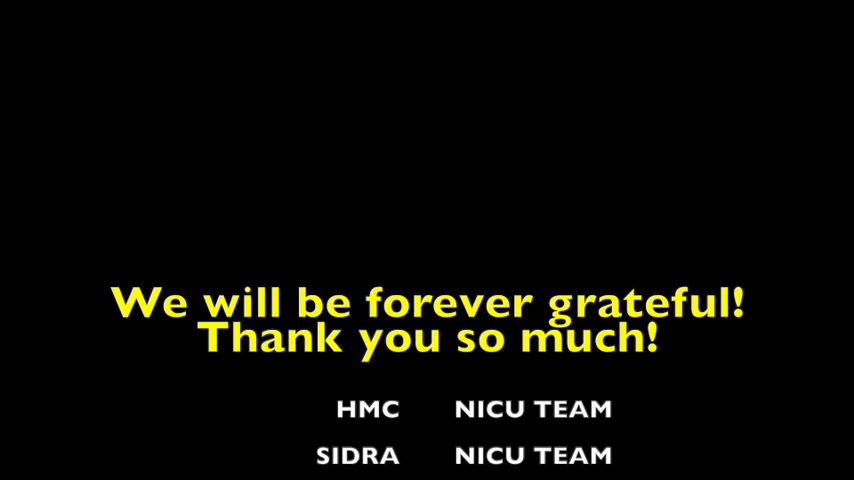 We will be forever grateful!
Thank you so much!
HMC NICU TEAM
SIDRA NICU TEAM